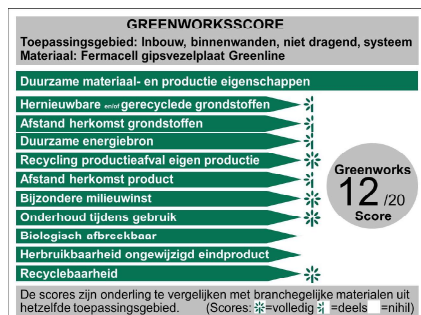 GREENWORKSSCORE
Toepassingsgebied: Inbouw, binnenwanden, niet dragend, systeem
Materiaal: Fermacell gipsvezelplaat Greenline
Duurzame materiaal- en productie eigenschappen
Hernieuwbare en/of gerecyclede grondstoffen
Afstand herkomst grondstoffen
Duurzame energiebron
Recycling productieafval eigen productie
Afstand herkomst product
Bijzondere milieuwinst
Onderhoud tijdens gebruik
Biologisch afbreekbaar
Herbruikbaarheid ongewijzigd eindproduct
Recyclebaarheid
Greenworks
12 /20
Score
De scores zijn onderling te vergelijken met branchegelijke materialen uit
hetzelfde toepassingsgebied. (Scores: =volledig =deels =nihil)